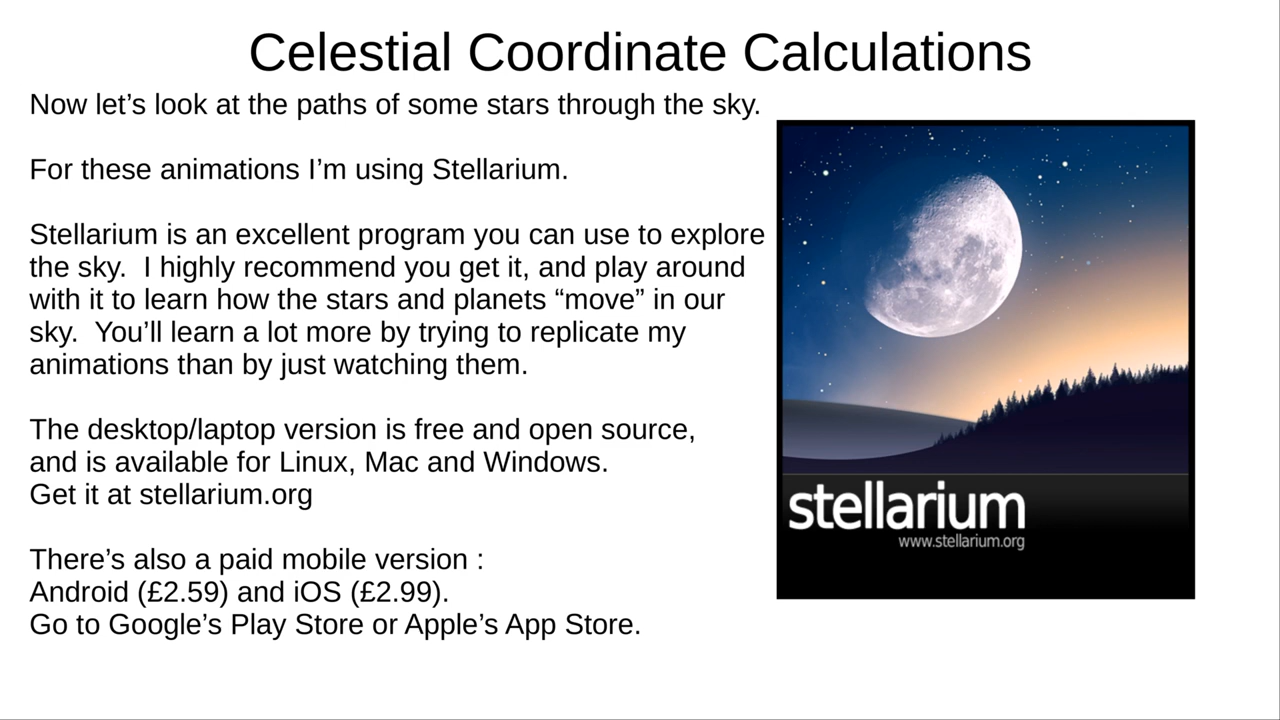 Celestial Coordinate Calculations
Now let’s look at the paths of some stars through the sky.
For these animations I’m using Stellarium.
Stellarium is an excellent program you can use to explore
the sky.  I highly recommend you get it, and play around
with it to learn how the stars and planets “move” in our
sky.  You’ll learn a lot more by trying to replicate my
animations than by just watching them.
The desktop/laptop version is free and open source,
and is available for Linux, Mac and Windows.
Get it at stellarium.org
There’s also a paid mobile version :
Android (£2.59) and iOS (£2.99).
Go to Google’s Play Store or Apple’s App Store.
stellarium
www.stellarium.org